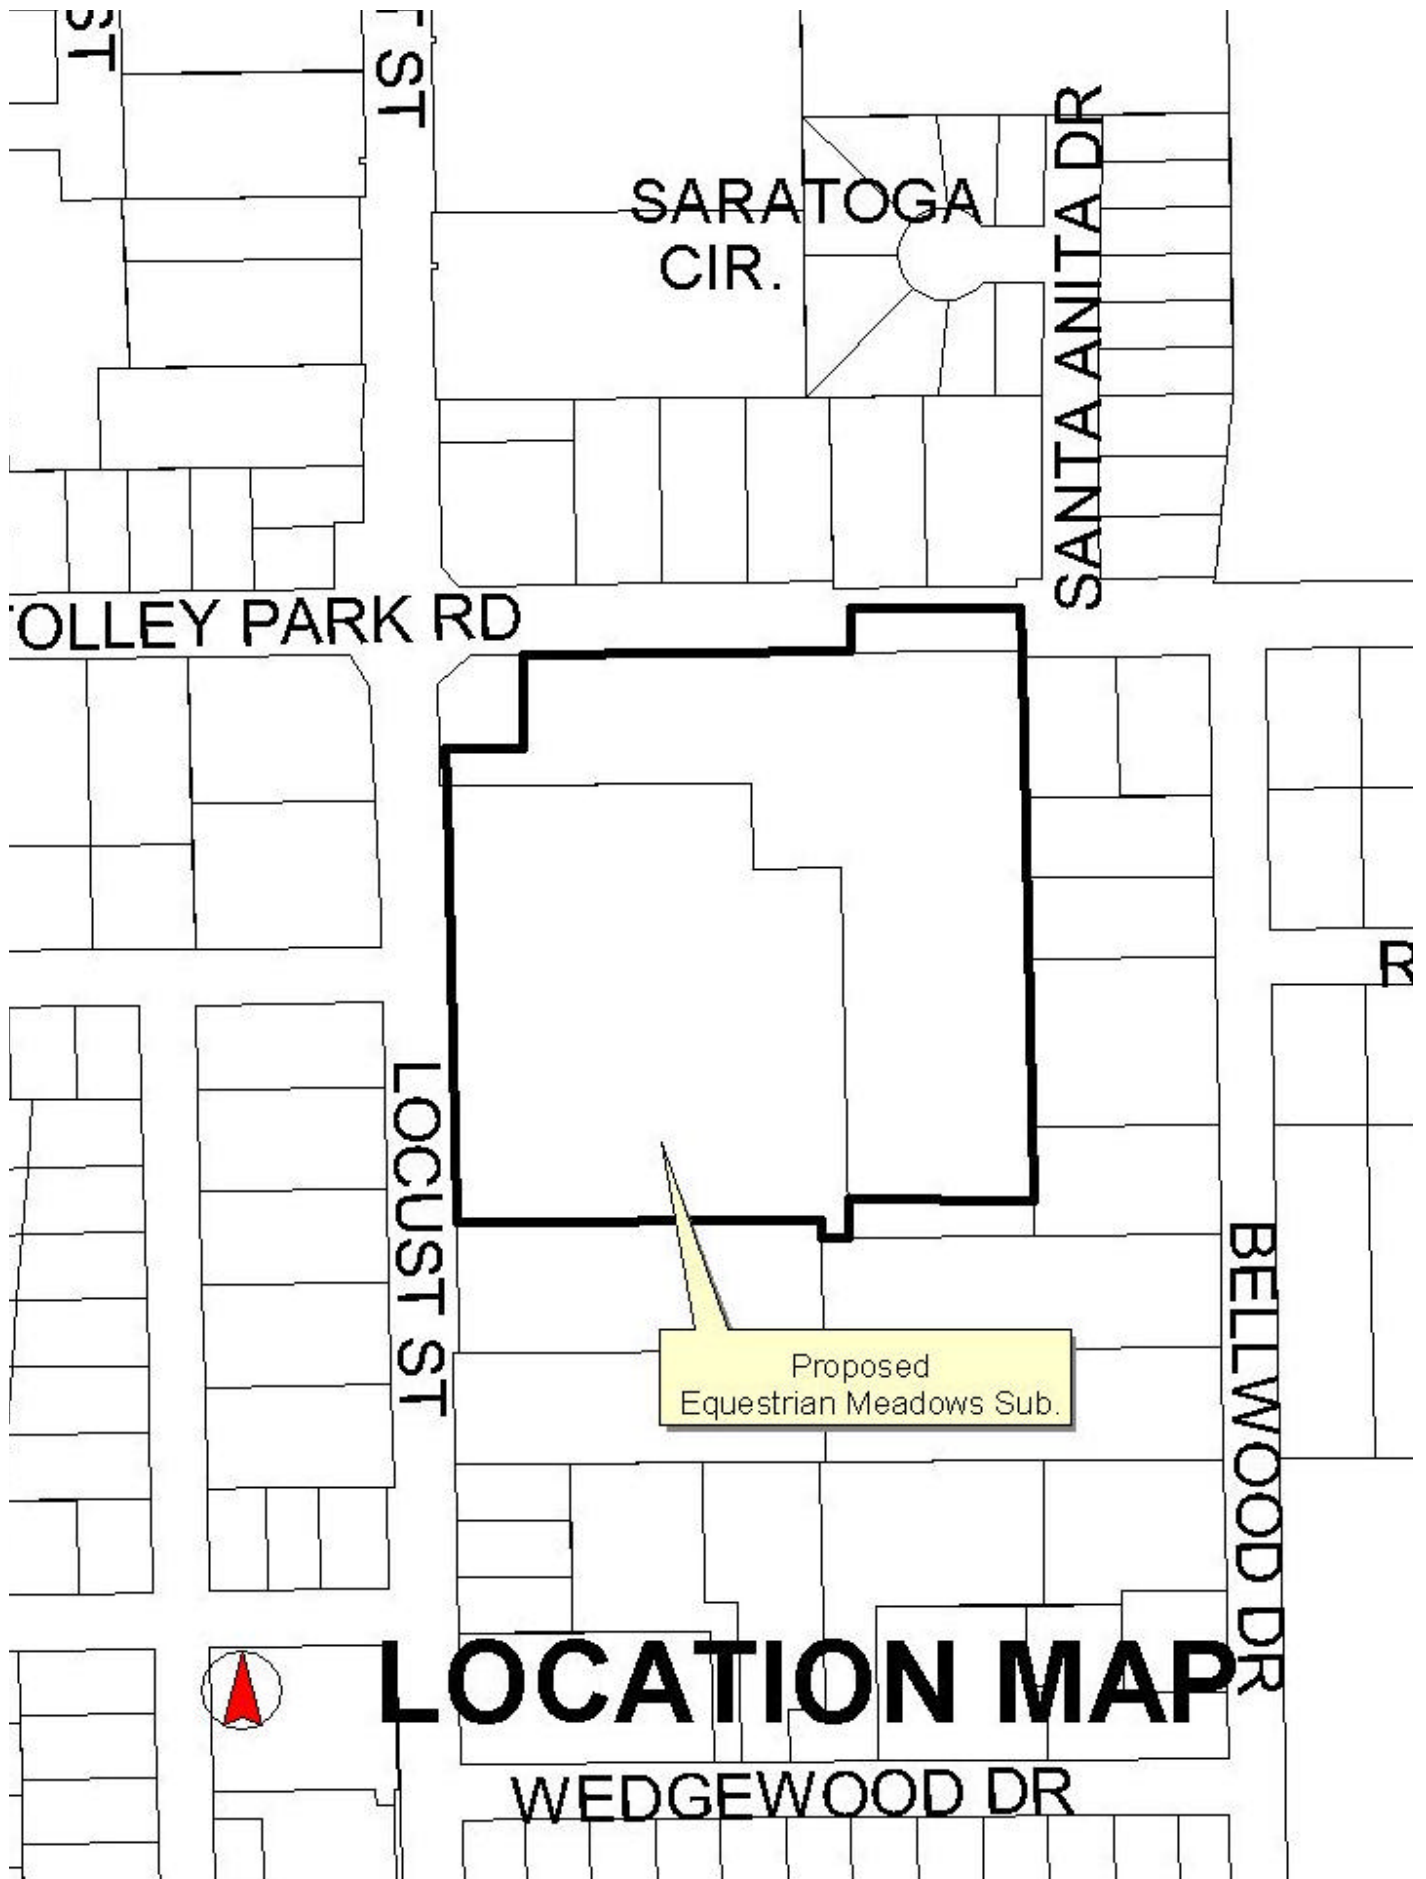 ST
T ST
SANTA ANITA DR
SARATOGA
CIR.
TOLLEY PARK RD
R
LOCUST ST
BELLWOOD DR
Proposed
Equestrian Meadows Sub.
LOCATION MAP
WEDGEWOOD DR